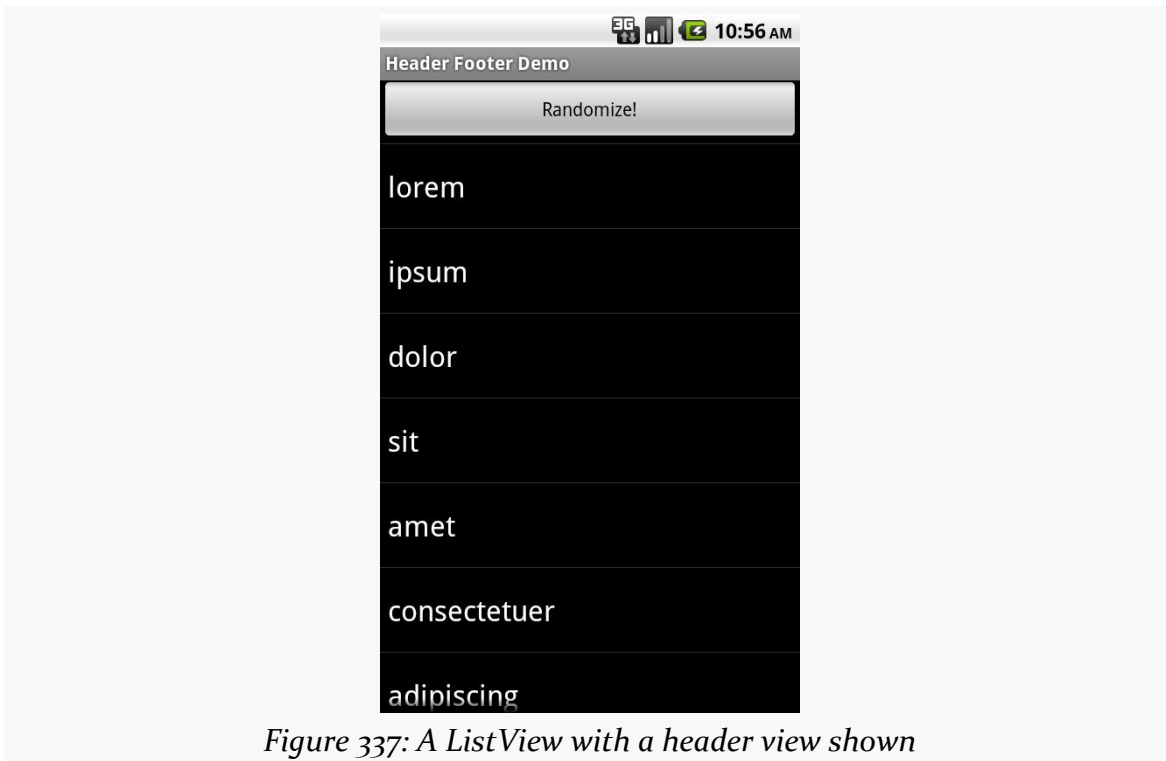 3G 10:56 AM
Header Footer Demo
Randomize!
lorem
ipsum
dolor
sit
amet
consectetuer
adipiscing
Figure 337: A ListView with a header view shown